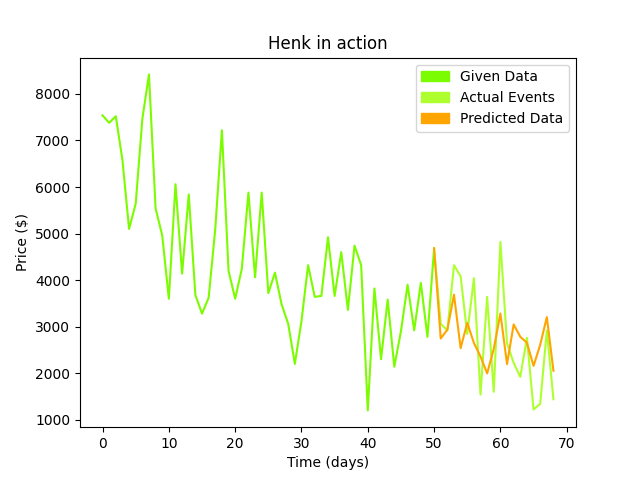 Henk in action
Given Data
Actual Events
Predicted Data
Price ($)
8000
7000
6000
5000
4000
3000
2000
1000
0 10 20 30 40 50 60 70
Time (days)